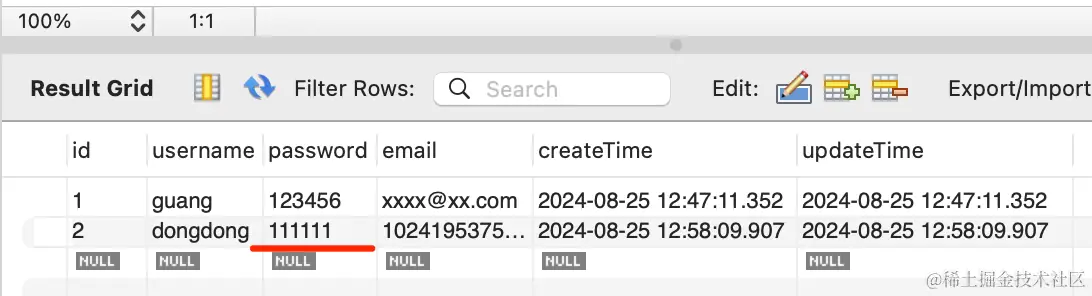 100% 1:1
Result Grid Filter Rows: Search Edit: Export/Import
id username password email createTime updateTime
1 guang 123456 xxxx@xx.com 2024-08-25 12:47:11.352 2024-08-25 12:47:11.352
2 dongdong 111111 1024195375... 2024-08-25 12:58:09.907 2024-08-25 12:58:09.907
NULL NULL NULL NULL NULL NULL
@稀土掘金技术社区